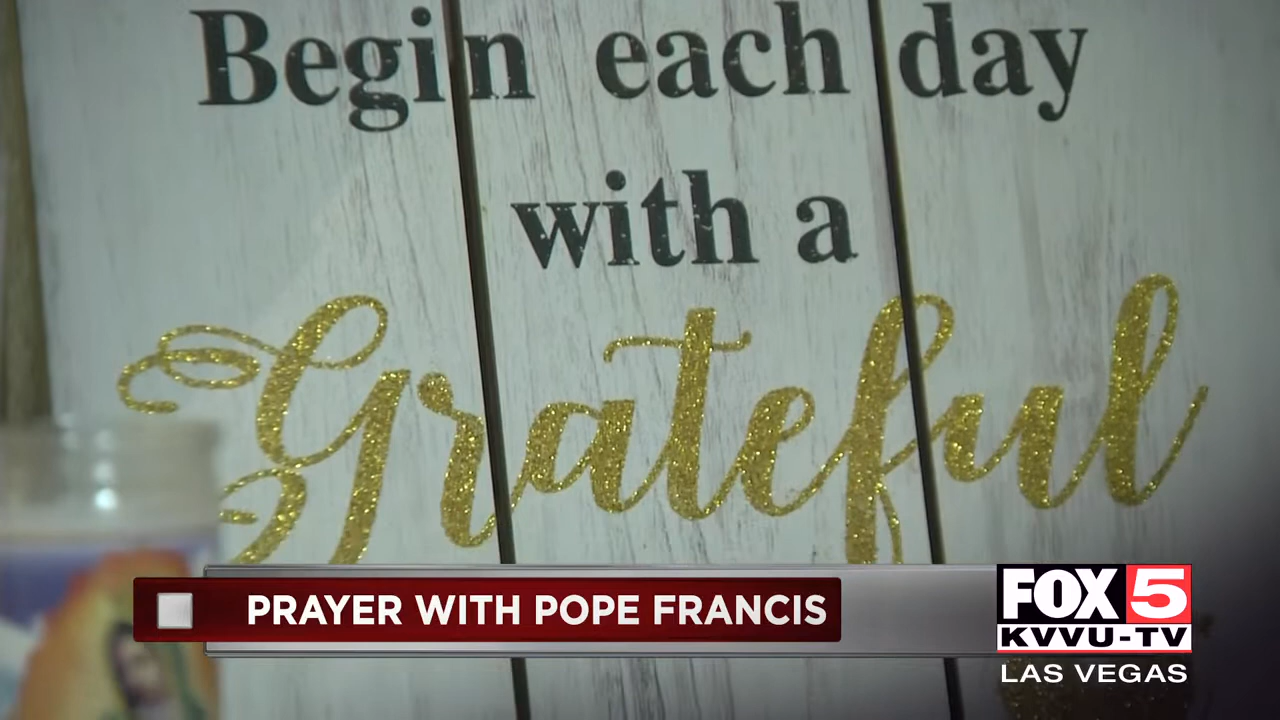 Begin each day
with a
Grateful
PRAYER WITH POPE FRANCIS
FOX 5
KVVU-TV
LAS VEGAS